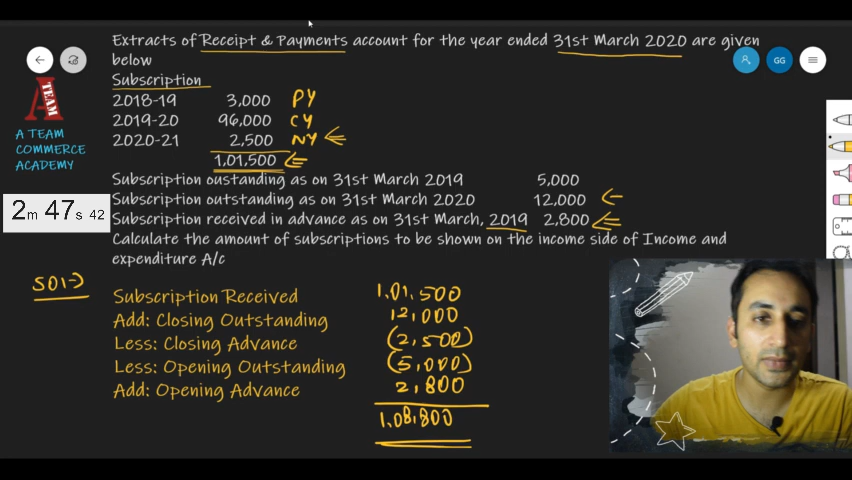 Extracts of Receipt & Payments account for the year ended 31st March 2020 are given
below
Subscription
2018-19 3,000 PY
2019-20 96,000 CY
2020-21 2,500 NY
1,01,500
Subscription oustanding as on 31st March 2019 5,000
Subscription outstanding as on 31st March 2020 12,000
Subscription received in advance as on 31st March, 2019 2,800
Calculate the amount of subscriptions to be shown on the income side of Income and
expenditure A/c
A
TEAM
A TEAM
COMMERCE
ACADEMY
2m 47s 42
GG
Sol->
Subscription Received 1,01,500
Add: Closing Outstanding 12,000
Less: Closing Advance (2,500)
Less: Opening Outstanding (5,000)
Add: Opening Advance 2,800
1,08,800